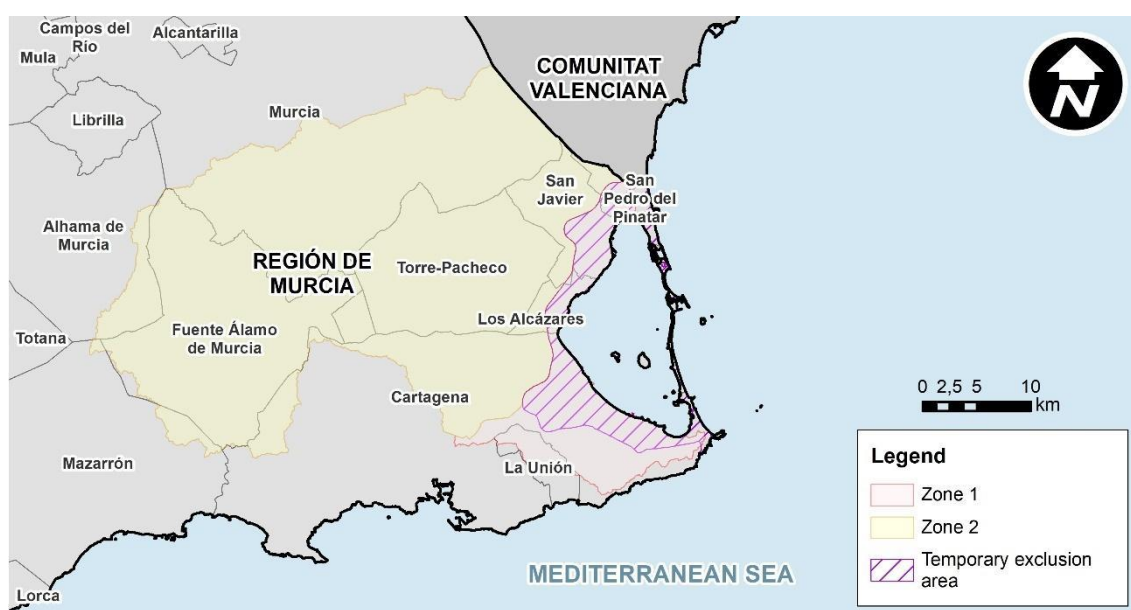 Campos del
Río
Alcantarilla
Mula
COMUNITAT
VALENCIANA
N
Murcia
Librilla
San
Javier
San
Pedro del
Pinatar
Alhama de
Murcia
REGIÓN DE
MURCIA
Torre-Pacheco
Los Alcázares
Totana
Fuente Álamo
de Murcia
Cartagena
0 2,5 5 10
km
Mazarrón
La Unión
Legend
Zone 1
Zone 2
Temporary exclusion
area
MEDITERRANEAN SEA
Lorca